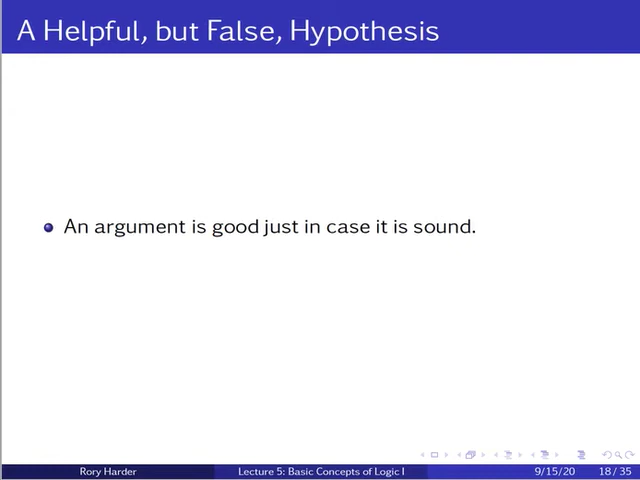 A Helpful, but False, Hypothesis
An argument is good just in case it is sound.
Rory Harder
Lecture 5: Basic Concepts of Logic I
9/15/20
18 / 35